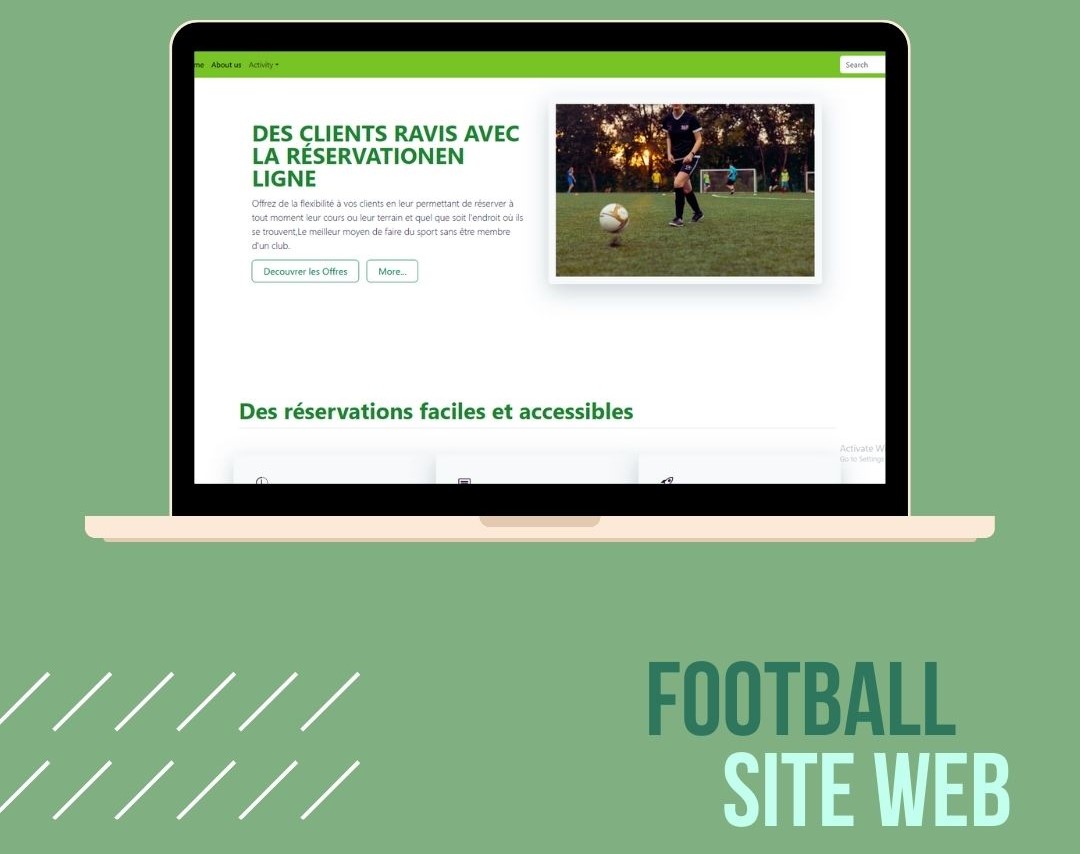 me About us Activity
Search
DES CLIENTS RAVIS AVEC
LA RÉSERVATIONEN
LIGNE
Offrez de la flexibilité à vos clients en leur permettant de réserver à
tout moment leur cours ou leur terrain et quel que soit l'endroit où ils
se trouvent,Le meilleur moyen de faire du sport sans être membre
d'un club.
Decouvrer les Offres More...
Des réservations faciles et accessibles
Activate W
Go to Settings
FOOTBALL
SITE WEB